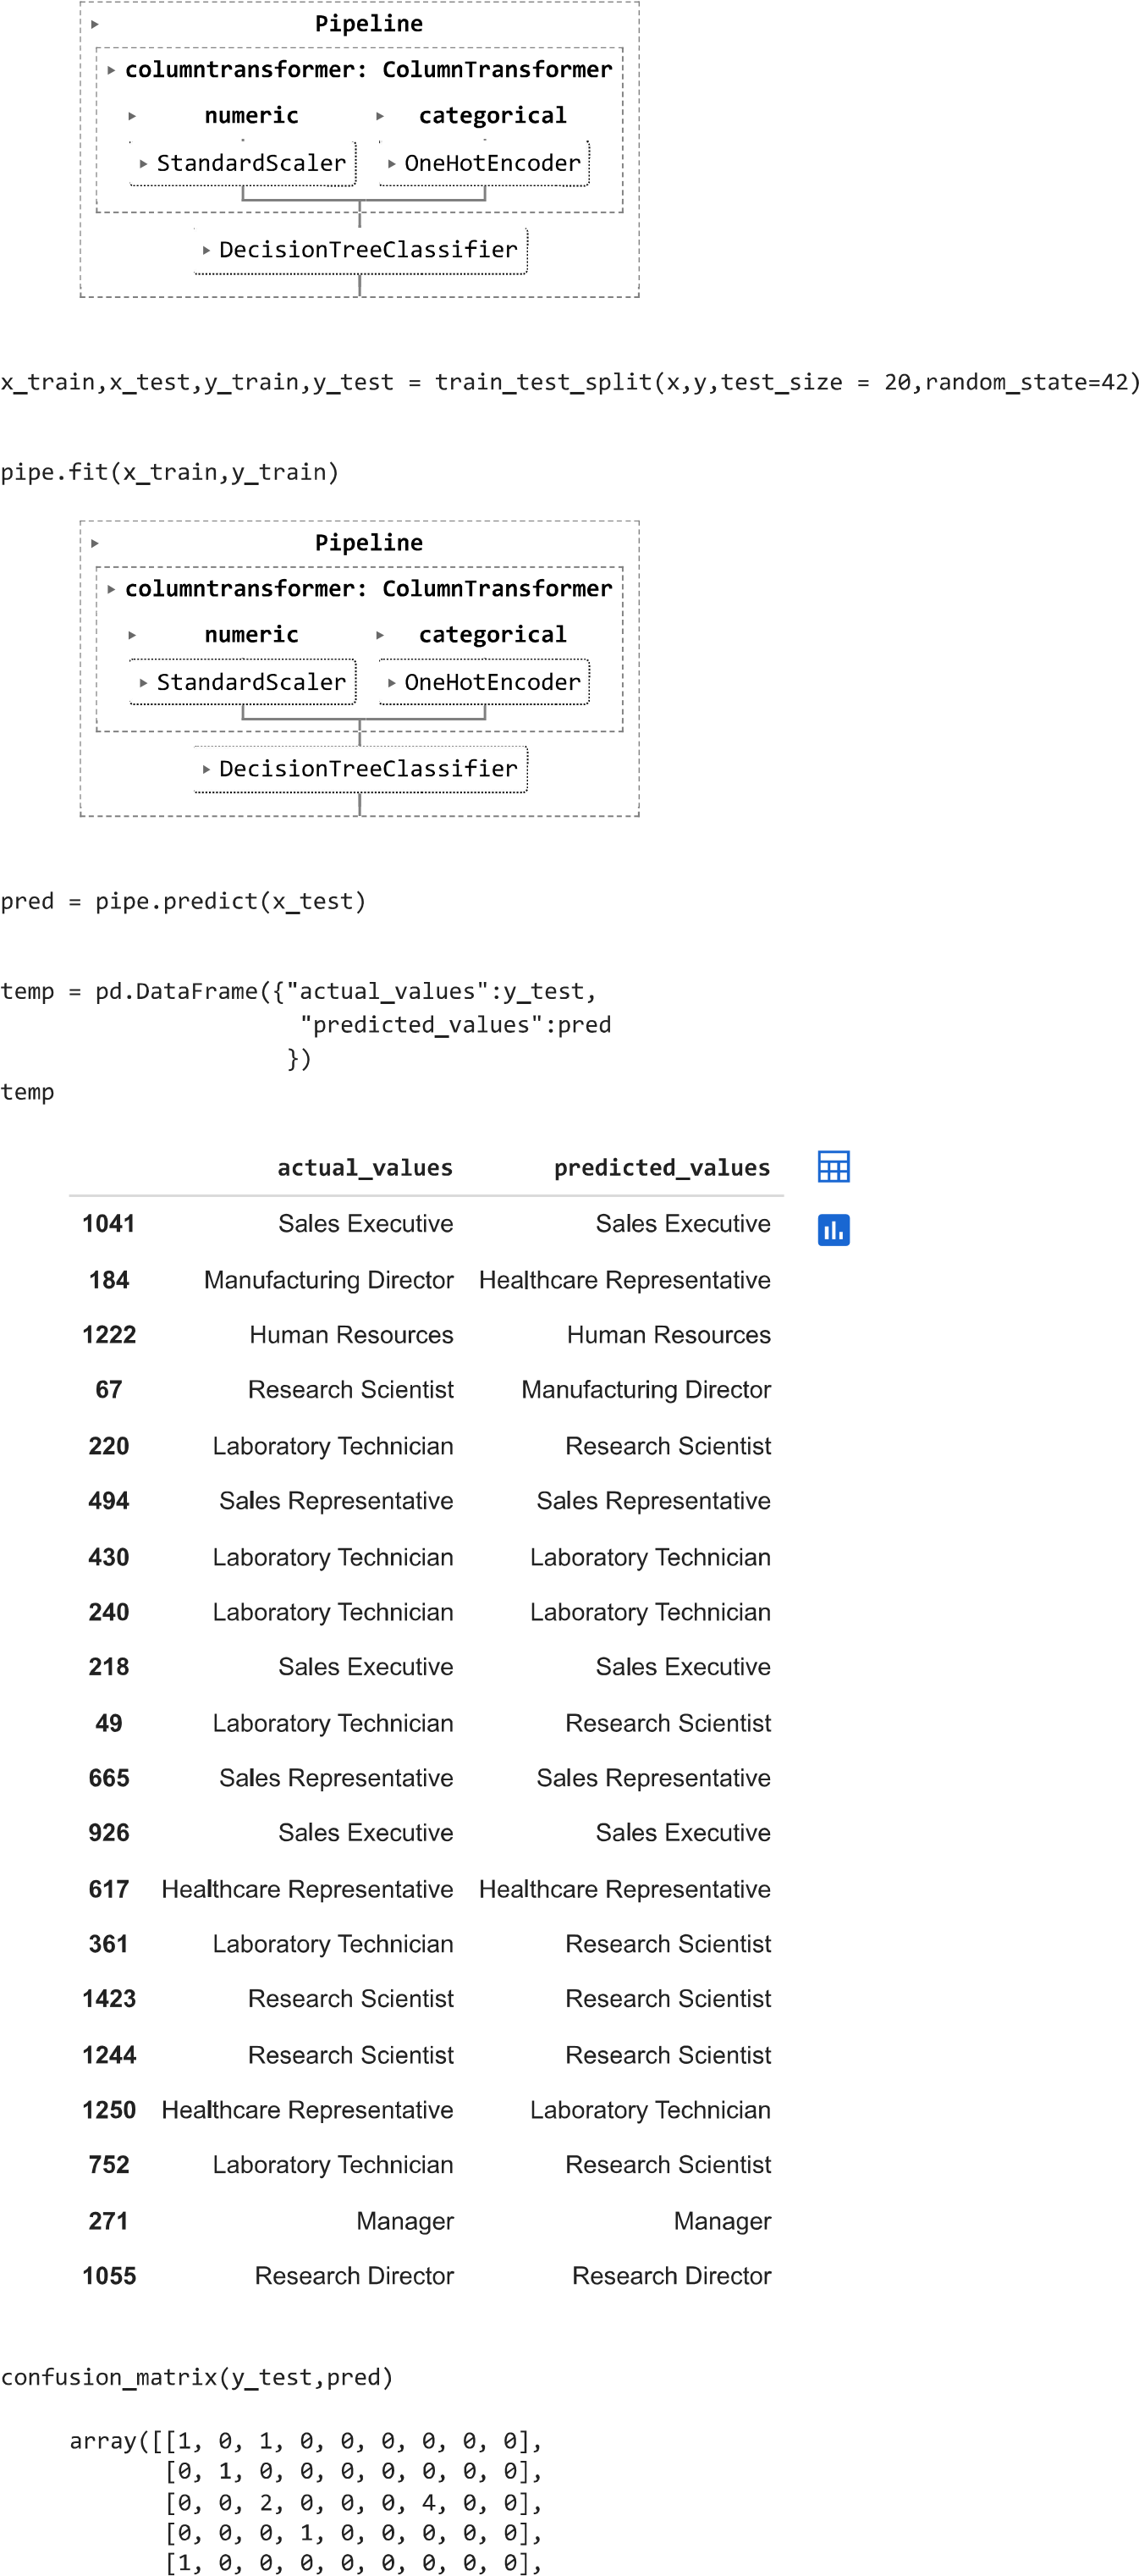 Pipeline
columntransformer: ColumnTransformer
numeric categorical
StandardScaler OneHotEncoder
DecisionTreeClassifier
x_train,x_test,y_train,y_test = train_test_split(x,y,test_size = 20,random_state=42)
pipe.fit(x_train,y_train)
Pipeline
columntransformer: ColumnTransformer
numeric categorical
StandardScaler OneHotEncoder
DecisionTreeClassifier
pred = pipe.predict(x_test)
temp = pd.DataFrame({"actual_values":y_test,
"predicted_values":pred
})
temp
actual_values predicted_values
1041 Sales Executive Sales Executive
184 Manufacturing Director Healthcare Representative
1222 Human Resources Human Resources
67 Research Scientist Manufacturing Director
220 Laboratory Technician Research Scientist
494 Sales Representative Sales Representative
430 Laboratory Technician Laboratory Technician
240 Laboratory Technician Laboratory Technician
218 Sales Executive Sales Executive
49 Laboratory Technician Research Scientist
665 Sales Representative Sales Representative
926 Sales Executive Sales Executive
617 Healthcare Representative Healthcare Representative
361 Laboratory Technician Research Scientist
1423 Research Scientist Research Scientist
1244 Research Scientist Research Scientist
1250 Healthcare Representative Laboratory Technician
752 Laboratory Technician Research Scientist
271 Manager Manager
1055 Research Director Research Director
confusion_matrix(y_test,pred)
array([[1, 0, 1, 0, 0, 0, 0, 0, 0],
[0, 1, 0, 0, 0, 0, 0, 0, 0],
[0, 0, 2, 0, 0, 0, 4, 0, 0],
[0, 0, 0, 1, 0, 0, 0, 0, 0],
[1, 0, 0, 0, 0, 0, 0, 0, 0],